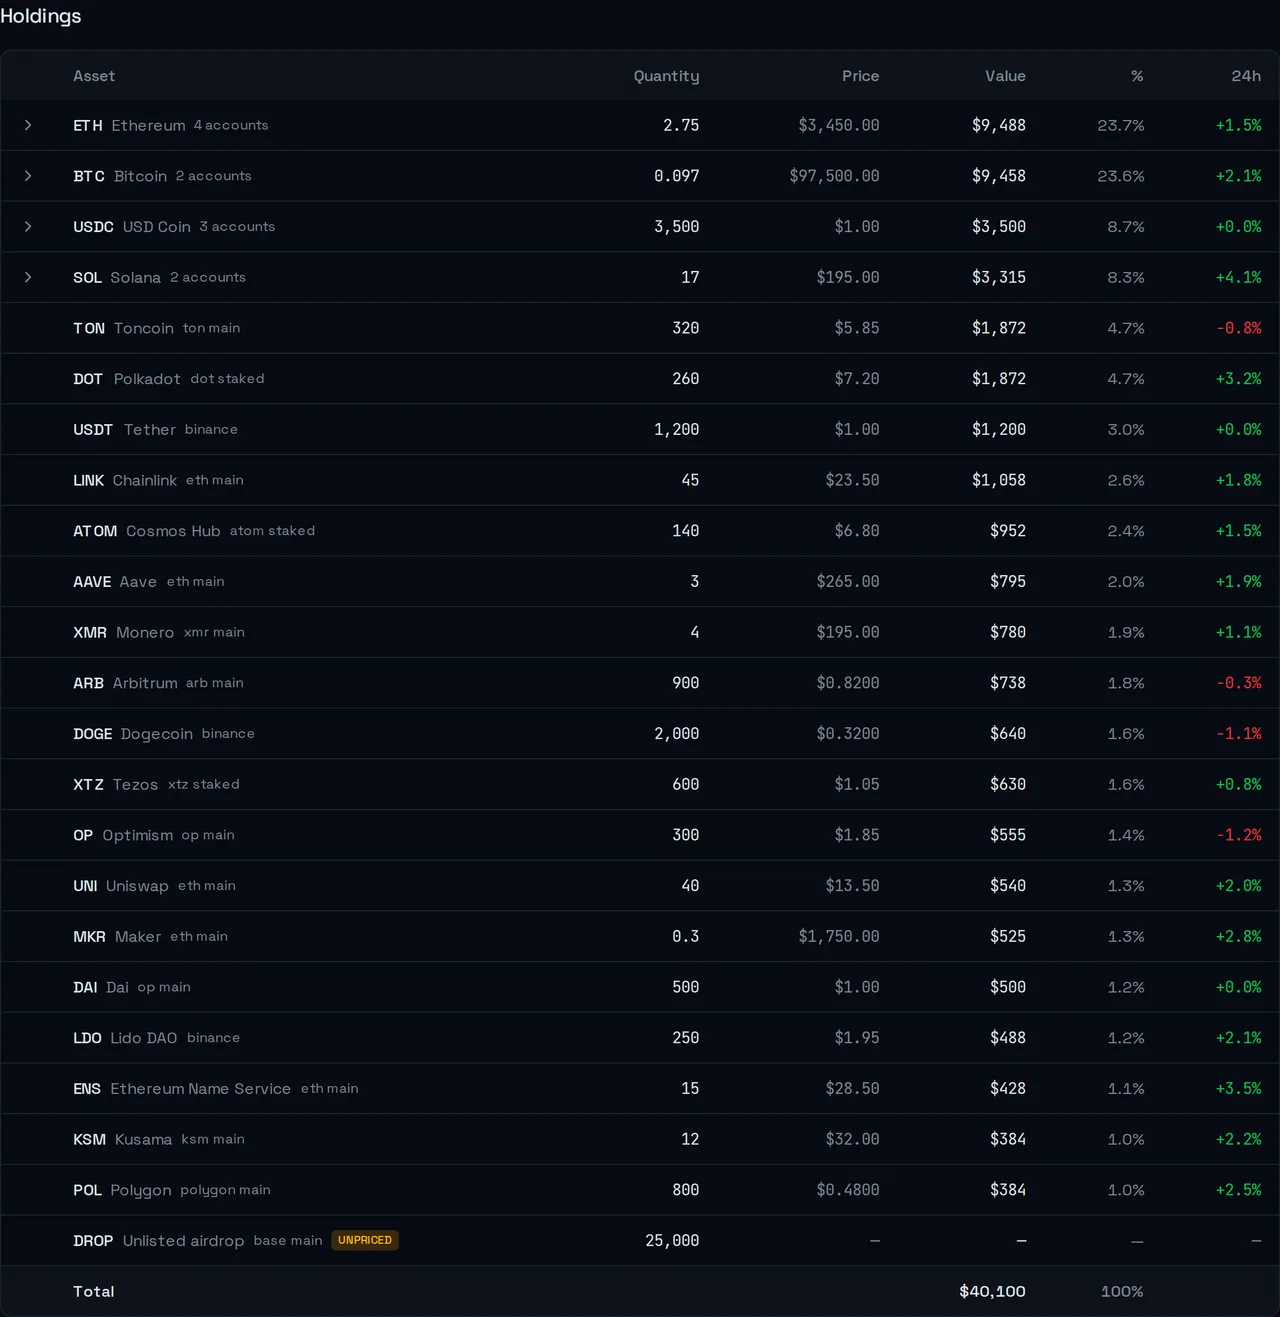 Holdings
Asset Quantity Price Value % 24h
ETH Ethereum 4 accounts 2.75 $3,450.00 $9,488 23.7% +1.5%
BTC Bitcoin 2 accounts 0.097 $97,500.00 $9,458 23.6% +2.1%
USDC USD Coin 3 accounts 3,500 $1.00 $3,500 8.7% +0.0%
SOL Solana 2 accounts 17 $195.00 $3,315 8.3% +4.1%
TON Toncoin ton main 320 $5.85 $1,872 4.7% -0.8%
DOT Polkadot dot staked 260 $7.20 $1,872 4.7% +3.2%
USDT Tether binance 1,200 $1.00 $1,200 3.0% +0.0%
LINK Chainlink eth main 45 $23.50 $1,058 2.6% +1.8%
ATOM Cosmos Hub atom staked 140 $6.80 $952 2.4% +1.5%
AAVE Aave eth main 3 $265.00 $795 2.0% +1.9%
XMR Monero xmr main 4 $195.00 $780 1.9% +1.1%
ARB Arbitrum arb main 900 $0.8200 $738 1.8% -0.3%
DOGE Dogecoin binance 2,000 $0.3200 $640 1.6% -1.1%
XTZ Tezos xtz staked 600 $1.05 $630 1.6% +0.8%
OP Optimism op main 300 $1.85 $555 1.4% -1.2%
UNI Uniswap eth main 40 $13.50 $540 1.3% +2.0%
MKR Maker eth main 0.3 $1,750.00 $525 1.3% +2.8%
DAI Dai op main 500 $1.00 $500 1.2% +0.0%
LDO Lido DAO binance 250 $1.95 $488 1.2% +2.1%
ENS Ethereum Name Service eth main 15 $28.50 $428 1.1% +3.5%
KSM Kusama ksm main 12 $32.00 $384 1.0% +2.2%
POL Polygon polygon main 800 $0.4800 $384 1.0% +2.5%
DROP Unlisted airdrop base main UNPRICED 25,000 — — — —
Total $40,100 100%